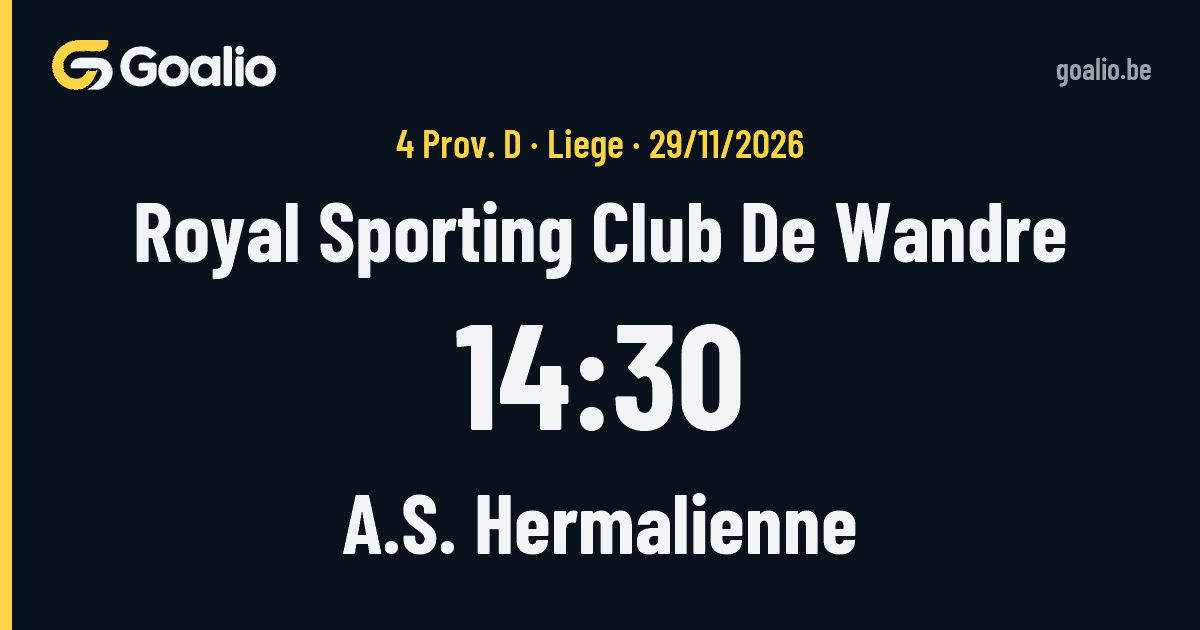 Goalio
goalio.be
4 Prov. D · Liege · 29/11/2026
Royal Sporting Club De Wandre
14:30
A.S. Hermalienne